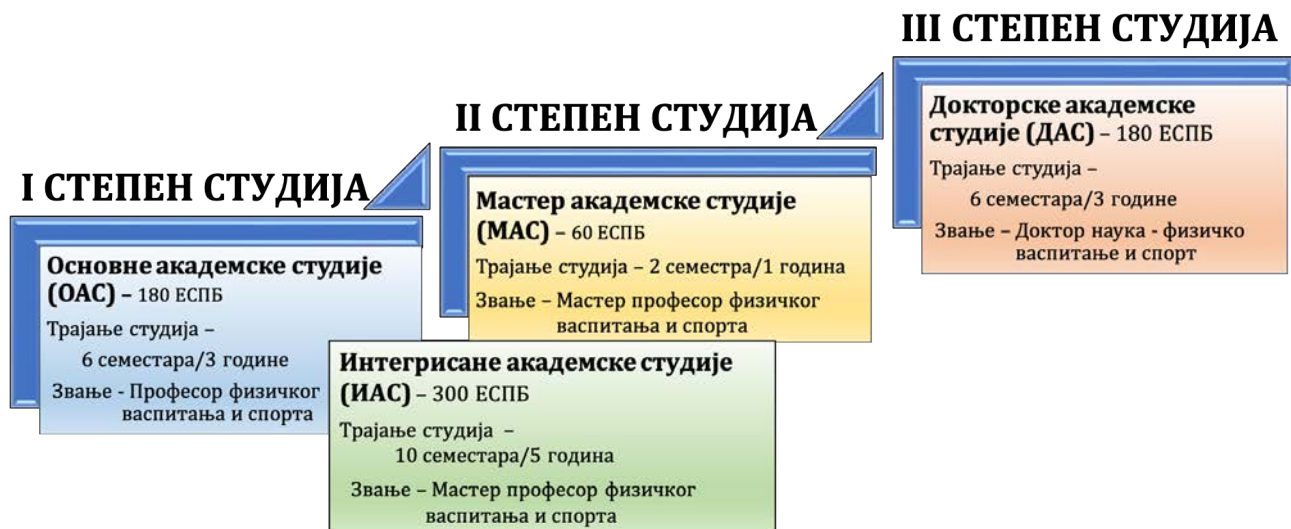 I СТЕПЕН СТУДИЈА
Основне академске студије
(ОАС) – 180 ЕСПБ
Трајање студија –
6 семестара/3 године
Звање - Професор физичког
васпитања и спорта
II СТЕПЕН СТУДИЈА
Мастер академске студије
(МАС) – 60 ЕСПБ
Трајање студија – 2 семестра/1 година
Звање – Мастер професор физичког
васпитања и спорта
Интегрисане академске студије
(ИАС) – 300 ЕСПБ
Трајање студија –
10 семестара/5 година
Звање – Мастер професор физичког
васпитања и спорта
III СТЕПЕН СТУДИЈА
Докторске академске
студије (ДАС) – 180 ЕСПБ
Трајање студија –
6 семестара/3 године
Звање – Доктор наука - физичко
васпитање и спорт